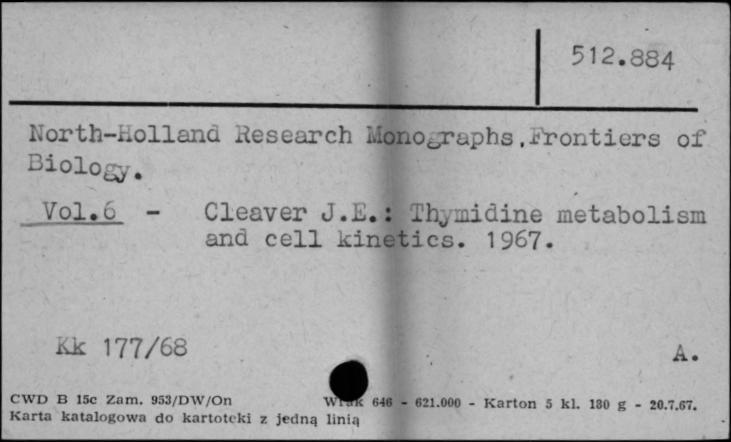 512.884
North-Holland Research Monographs,Frontiers of
Biology.
Vol.6 - Cleaver J.E.: Thymidine metabolism
and cell kinetics. 1967.
Kk 177/68
A.
CWD B 15c Zam. 953/DW/On 646 - 621.000 - Karton 5 kl. 180 g - 20.7.67.
Karta katalogowa do kartoteki z jedną linią